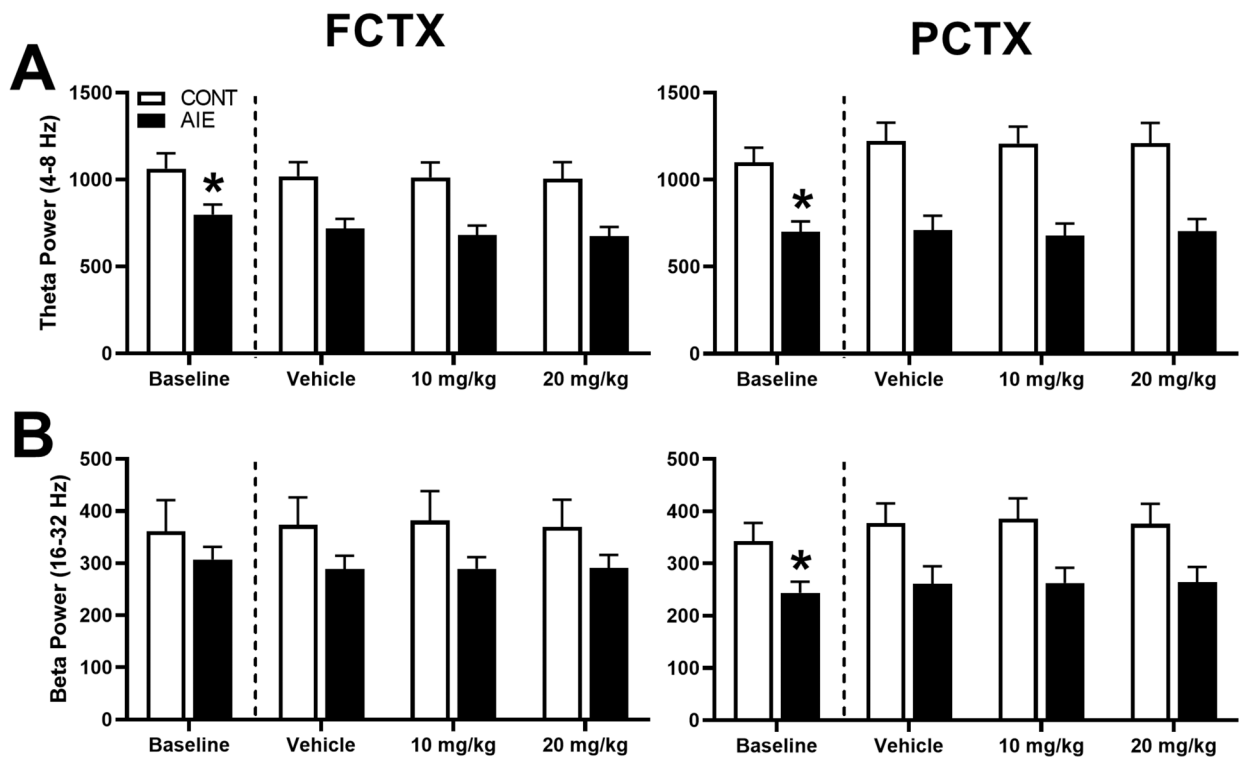 FCTX
PCTX
A
Theta Power (4-8 Hz)
1500
1000
500
0
CONT
AIE
*
Baseline
Vehicle
10 mg/kg
20 mg/kg
1500
1000
500
0
*
Baseline
Vehicle
10 mg/kg
20 mg/kg
B
Beta Power (16-32 Hz)
500
400
300
200
100
0
Baseline
Vehicle
10 mg/kg
20 mg/kg
500
400
300
200
100
0
*
Baseline
Vehicle
10 mg/kg
20 mg/kg